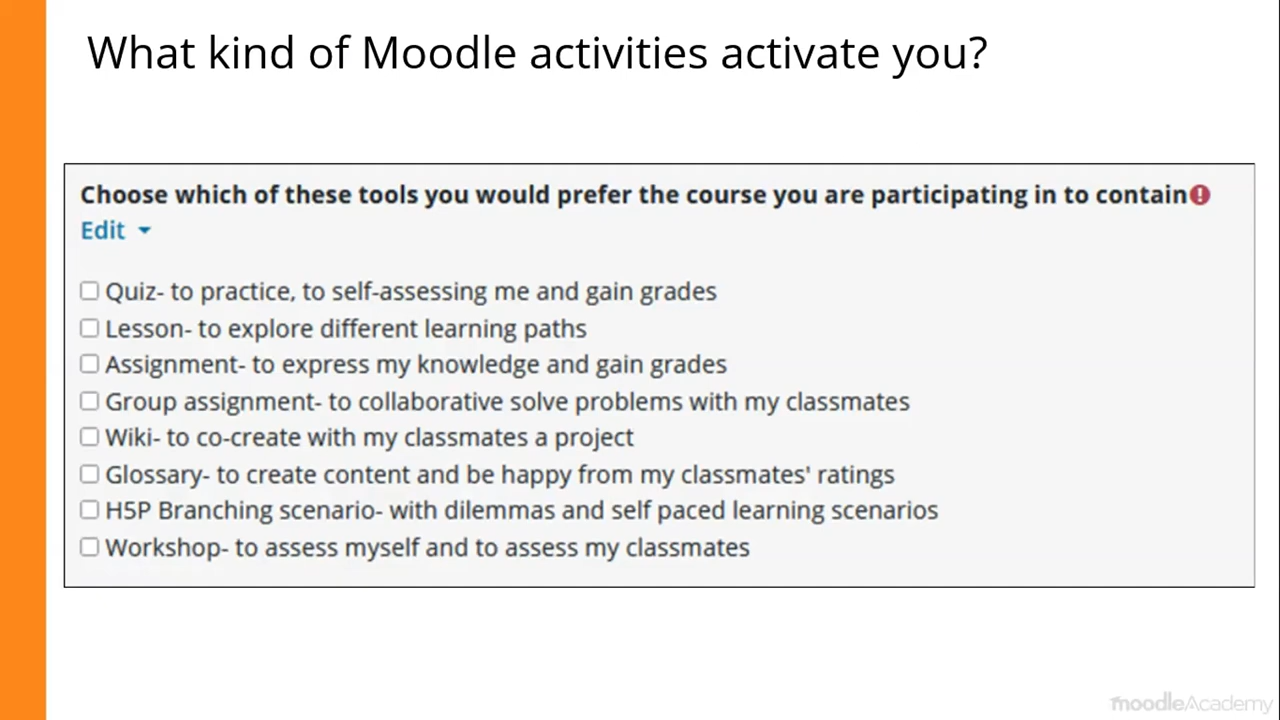 What kind of Moodle activities activate you?
Choose which of these tools you would prefer the course you are participating in to contain
Edit
Quiz- to practice, to self-assessing me and gain grades
Lesson- to explore different learning paths
Assignment- to express my knowledge and gain grades
Group assignment- to collaborative solve problems with my classmates
Wiki- to co-create with my classmates a project
Glossary- to create content and be happy from my classmates' ratings
H5P Branching scenario- with dilemmas and self paced learning scenarios
Workshop- to assess myself and to assess my classmates
moodleAcademy